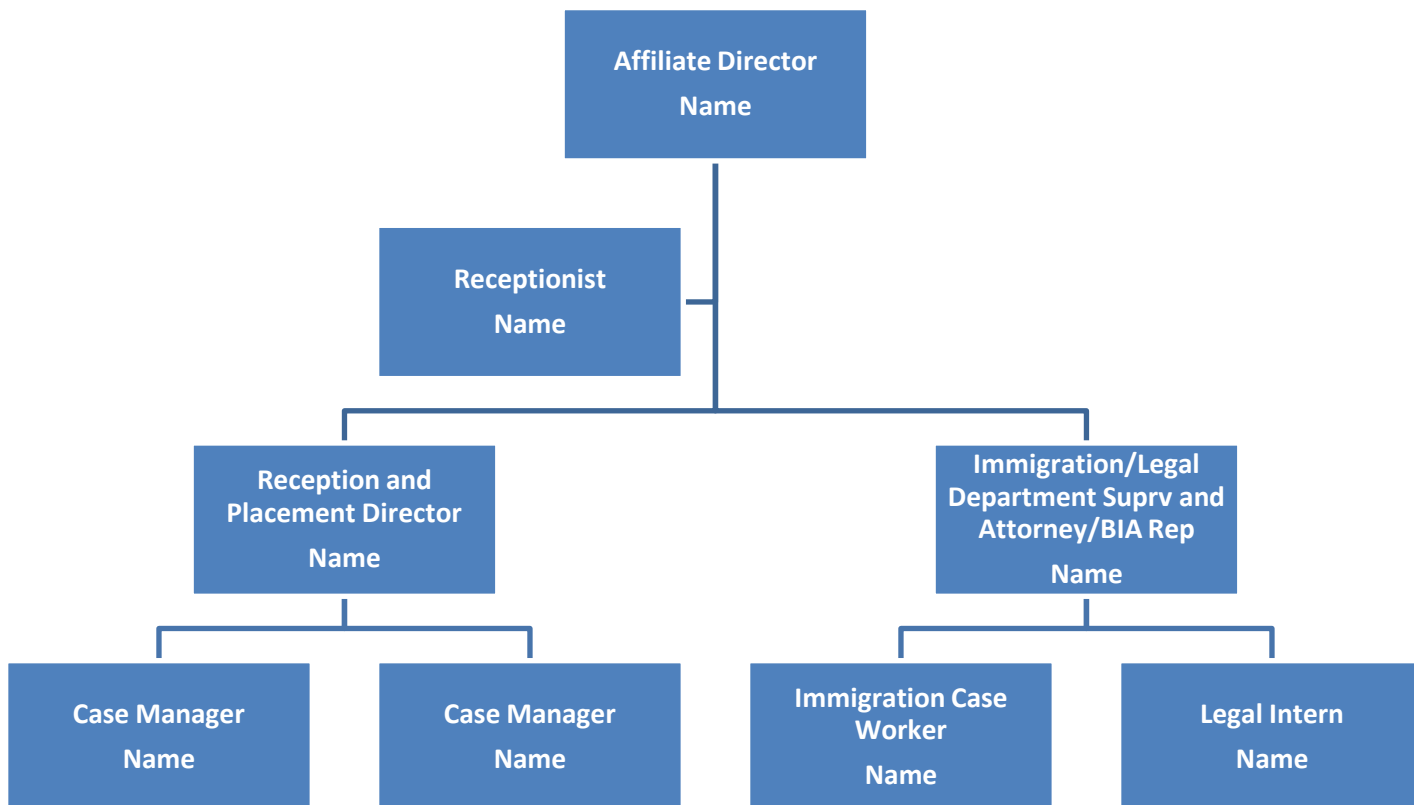 Affiliate Director
Name
Receptionist
Name
Reception and
Placement Director
Name
Immigration/Legal
Department Suprv and
Attorney/BIA Rep
Name
Case Manager
Name
Case Manager
Name
Immigration Case
Worker
Name
Legal Intern
Name